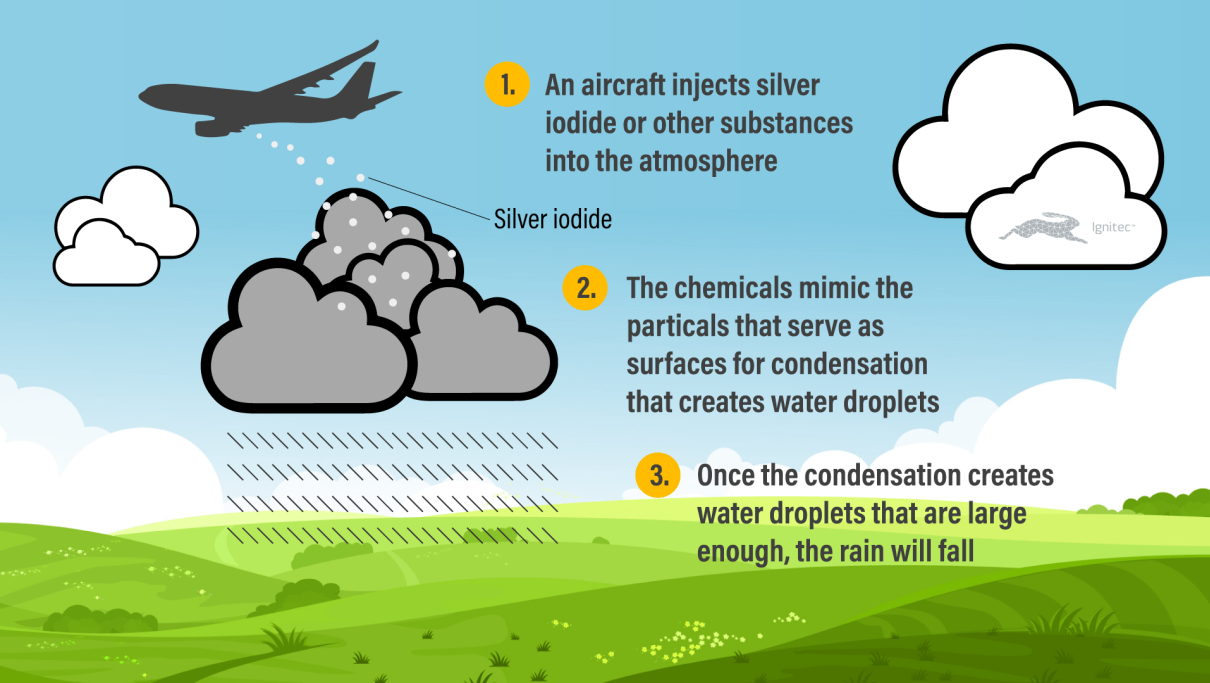 1. An aircraft injects silver
iodide or other substances
into the atmosphere
Silver iodide
2. The chemicals mimic the
particals that serve as
surfaces for condensation
that creates water droplets
3. Once the condensation creates
water droplets that are large
enough, the rain will fall
Ignitec™